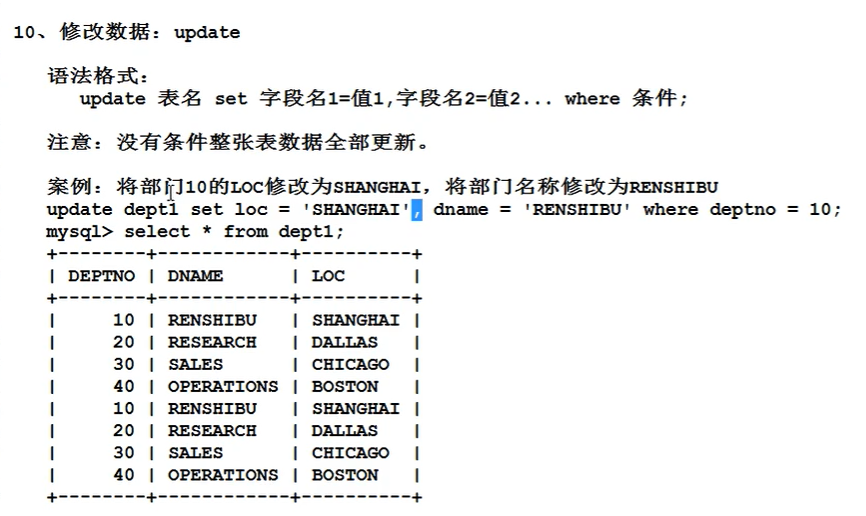 10、修改数据：update
语法格式：
update 表名 set 字段名1=值1,字段名2=值2... where 条件;
注意：没有条件整张表数据全部更新。
案例：将部门10的LOC修改为SHANGHAI，将部门名称修改为RENSHIBU
update dept1 set loc = 'SHANGHAI', dname = 'RENSHIBU' where deptno = 10;
mysql> select * from dept1;
+--------+------------+----------+
| DEPTNO | DNAME      | LOC      |
+--------+------------+----------+
|     10 | RENSHIBU   | SHANGHAI |
|     20 | RESEARCH   | DALLAS   |
|     30 | SALES      | CHICAGO  |
|     40 | OPERATIONS | BOSTON   |
|     10 | RENSHIBU   | SHANGHAI |
|     20 | RESEARCH   | DALLAS   |
|     30 | SALES      | CHICAGO  |
|     40 | OPERATIONS | BOSTON   |
+--------+------------+----------+